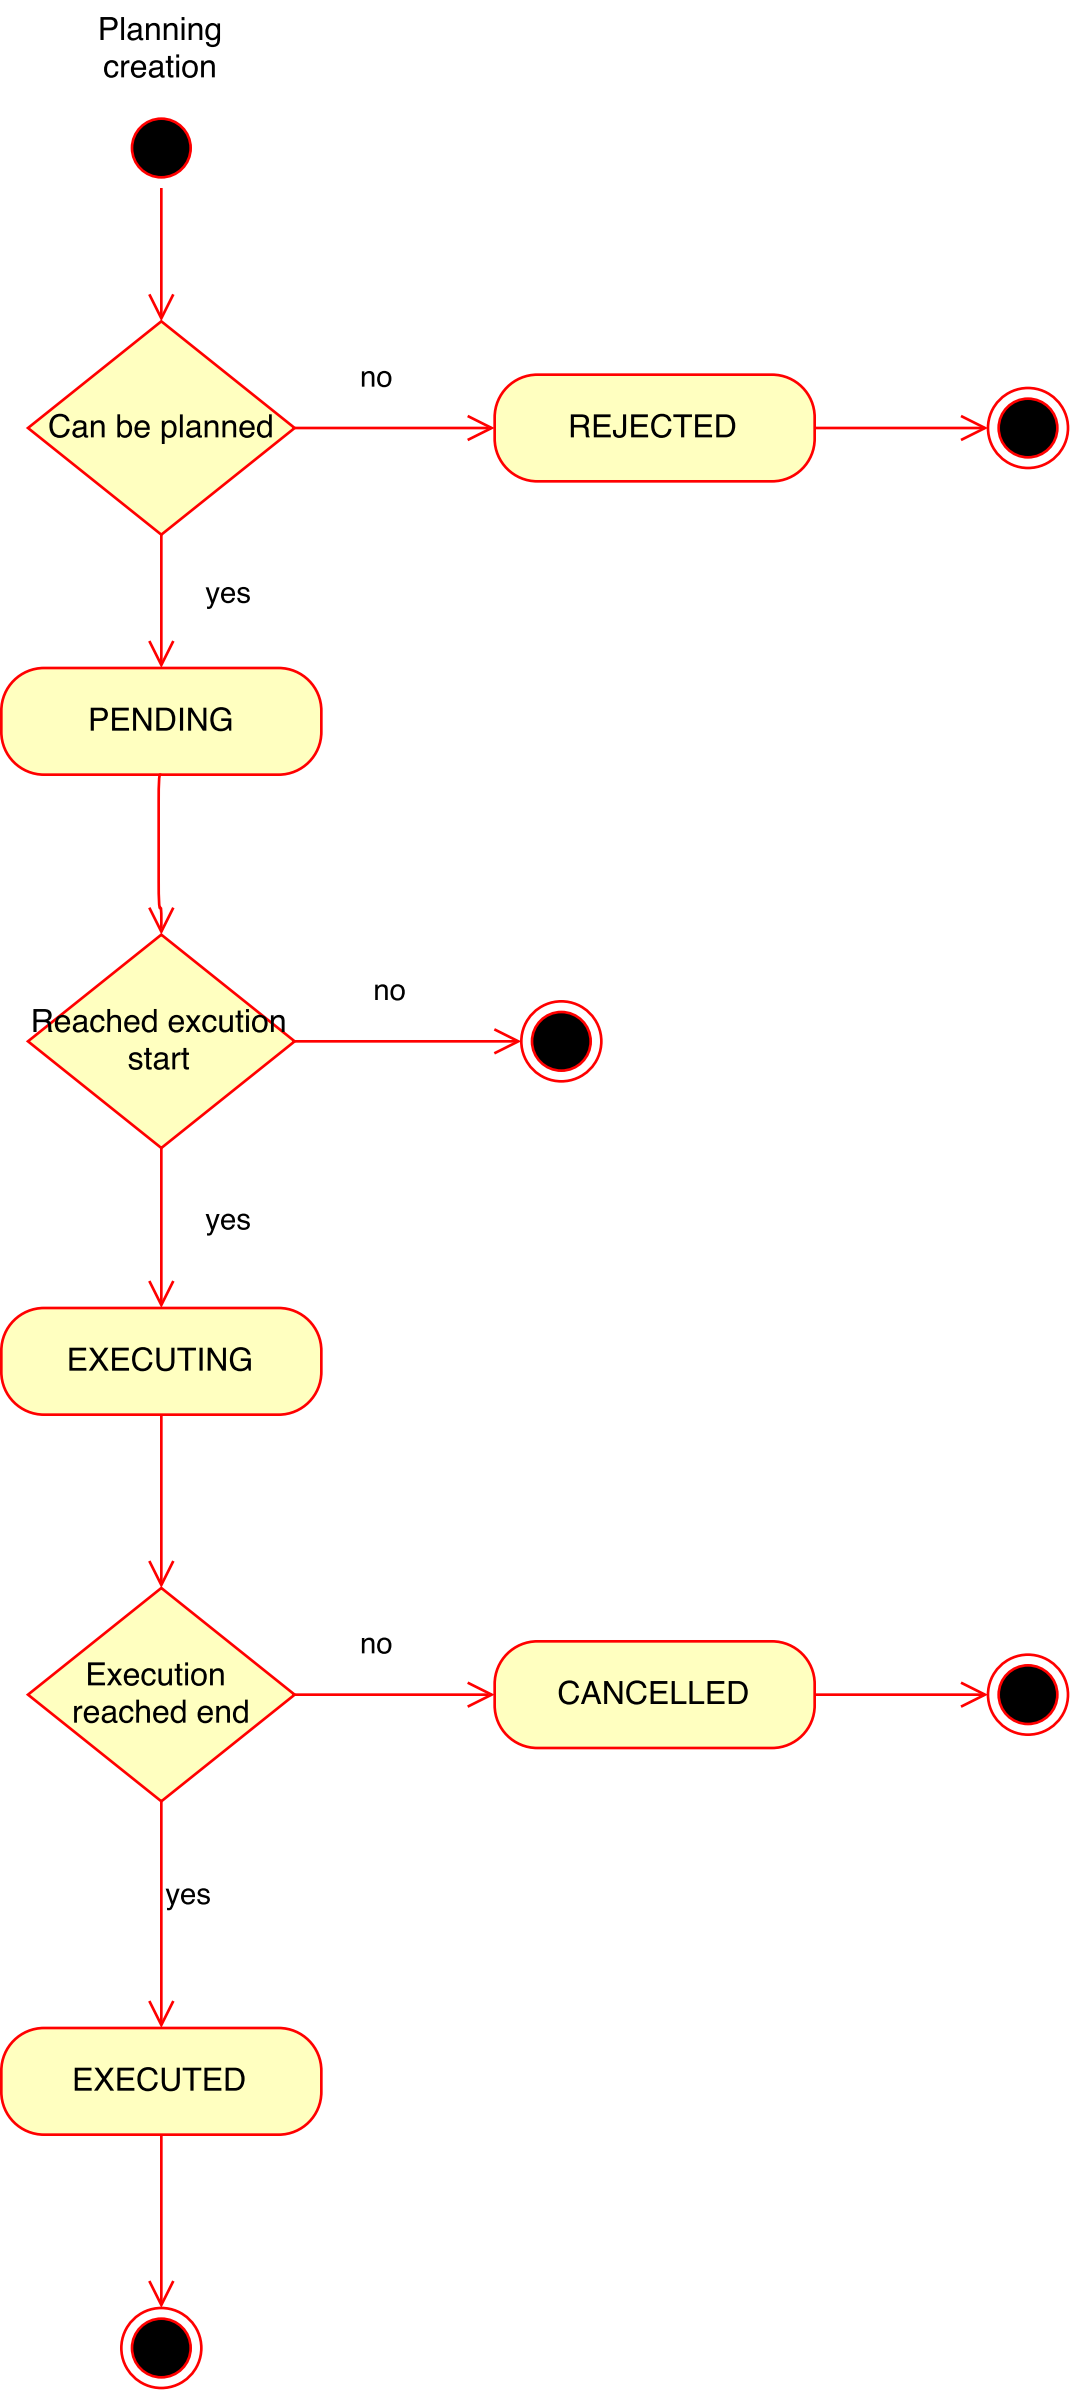 Planning
creation
Can be planned
no
REJECTED
yes
PENDING
Reached excution
start
no
yes
EXECUTING
Execution
reached end
no
CANCELLED
yes
EXECUTED